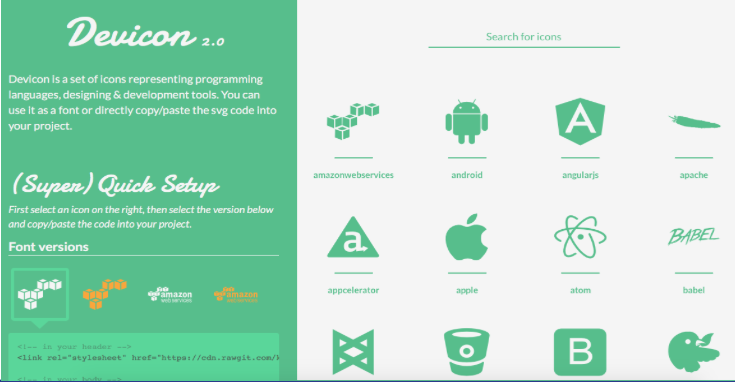 Devicon 2.0
Devicon is a set of icons representing programming
languages, designing & development tools. You can
use it as a font or directly copy/paste the svg code into
your project.
(Super) Quick Setup
First select an icon on the right, then select the version below
and copy/paste the code into your project.
Font versions
amazon
web services
amazon
web services
<!-- in your header -->
<link rel="stylesheet" href="https://cdn.rawgit.com/
<!-- in your body -->
Search for icons
A
amazonwebservices
android
angularjs
apache
a
BABEL
appcelerator
apple
atom
babel
B